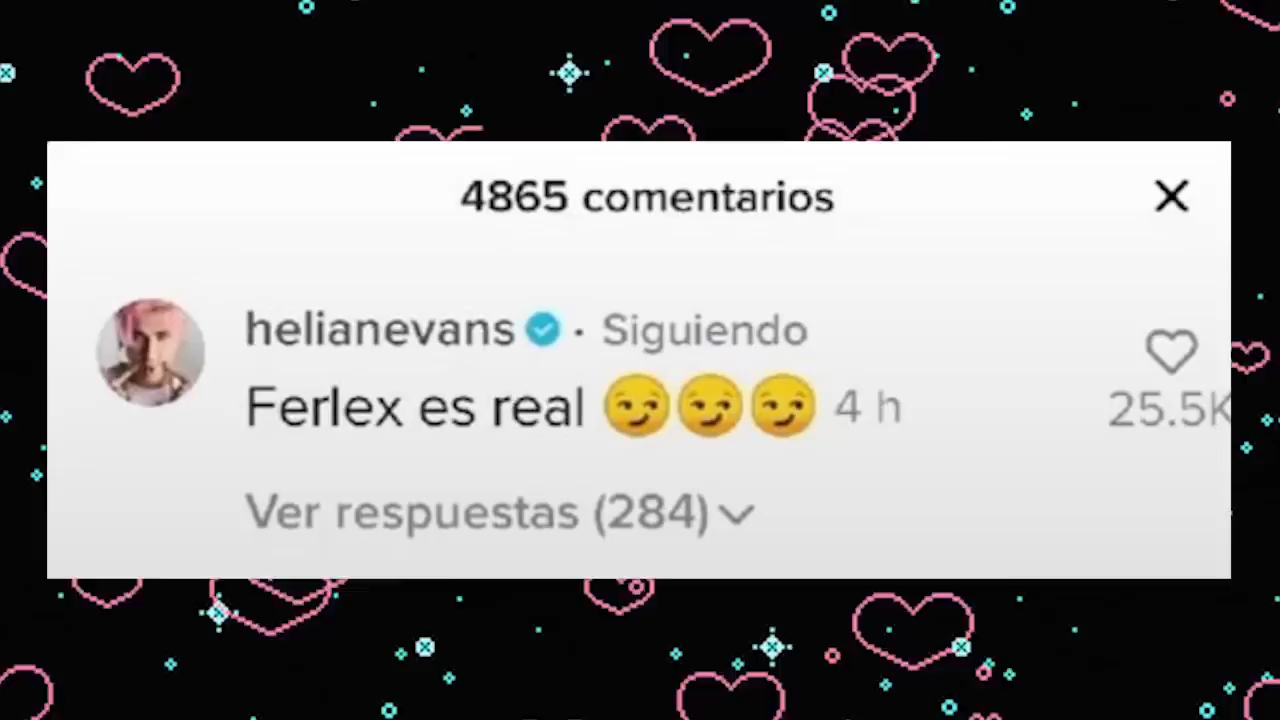 4865 comentarios
helianevans · Siguiendo
Ferlex es real 😏😏😏 4 h
25.5K
Ver respuestas (284)